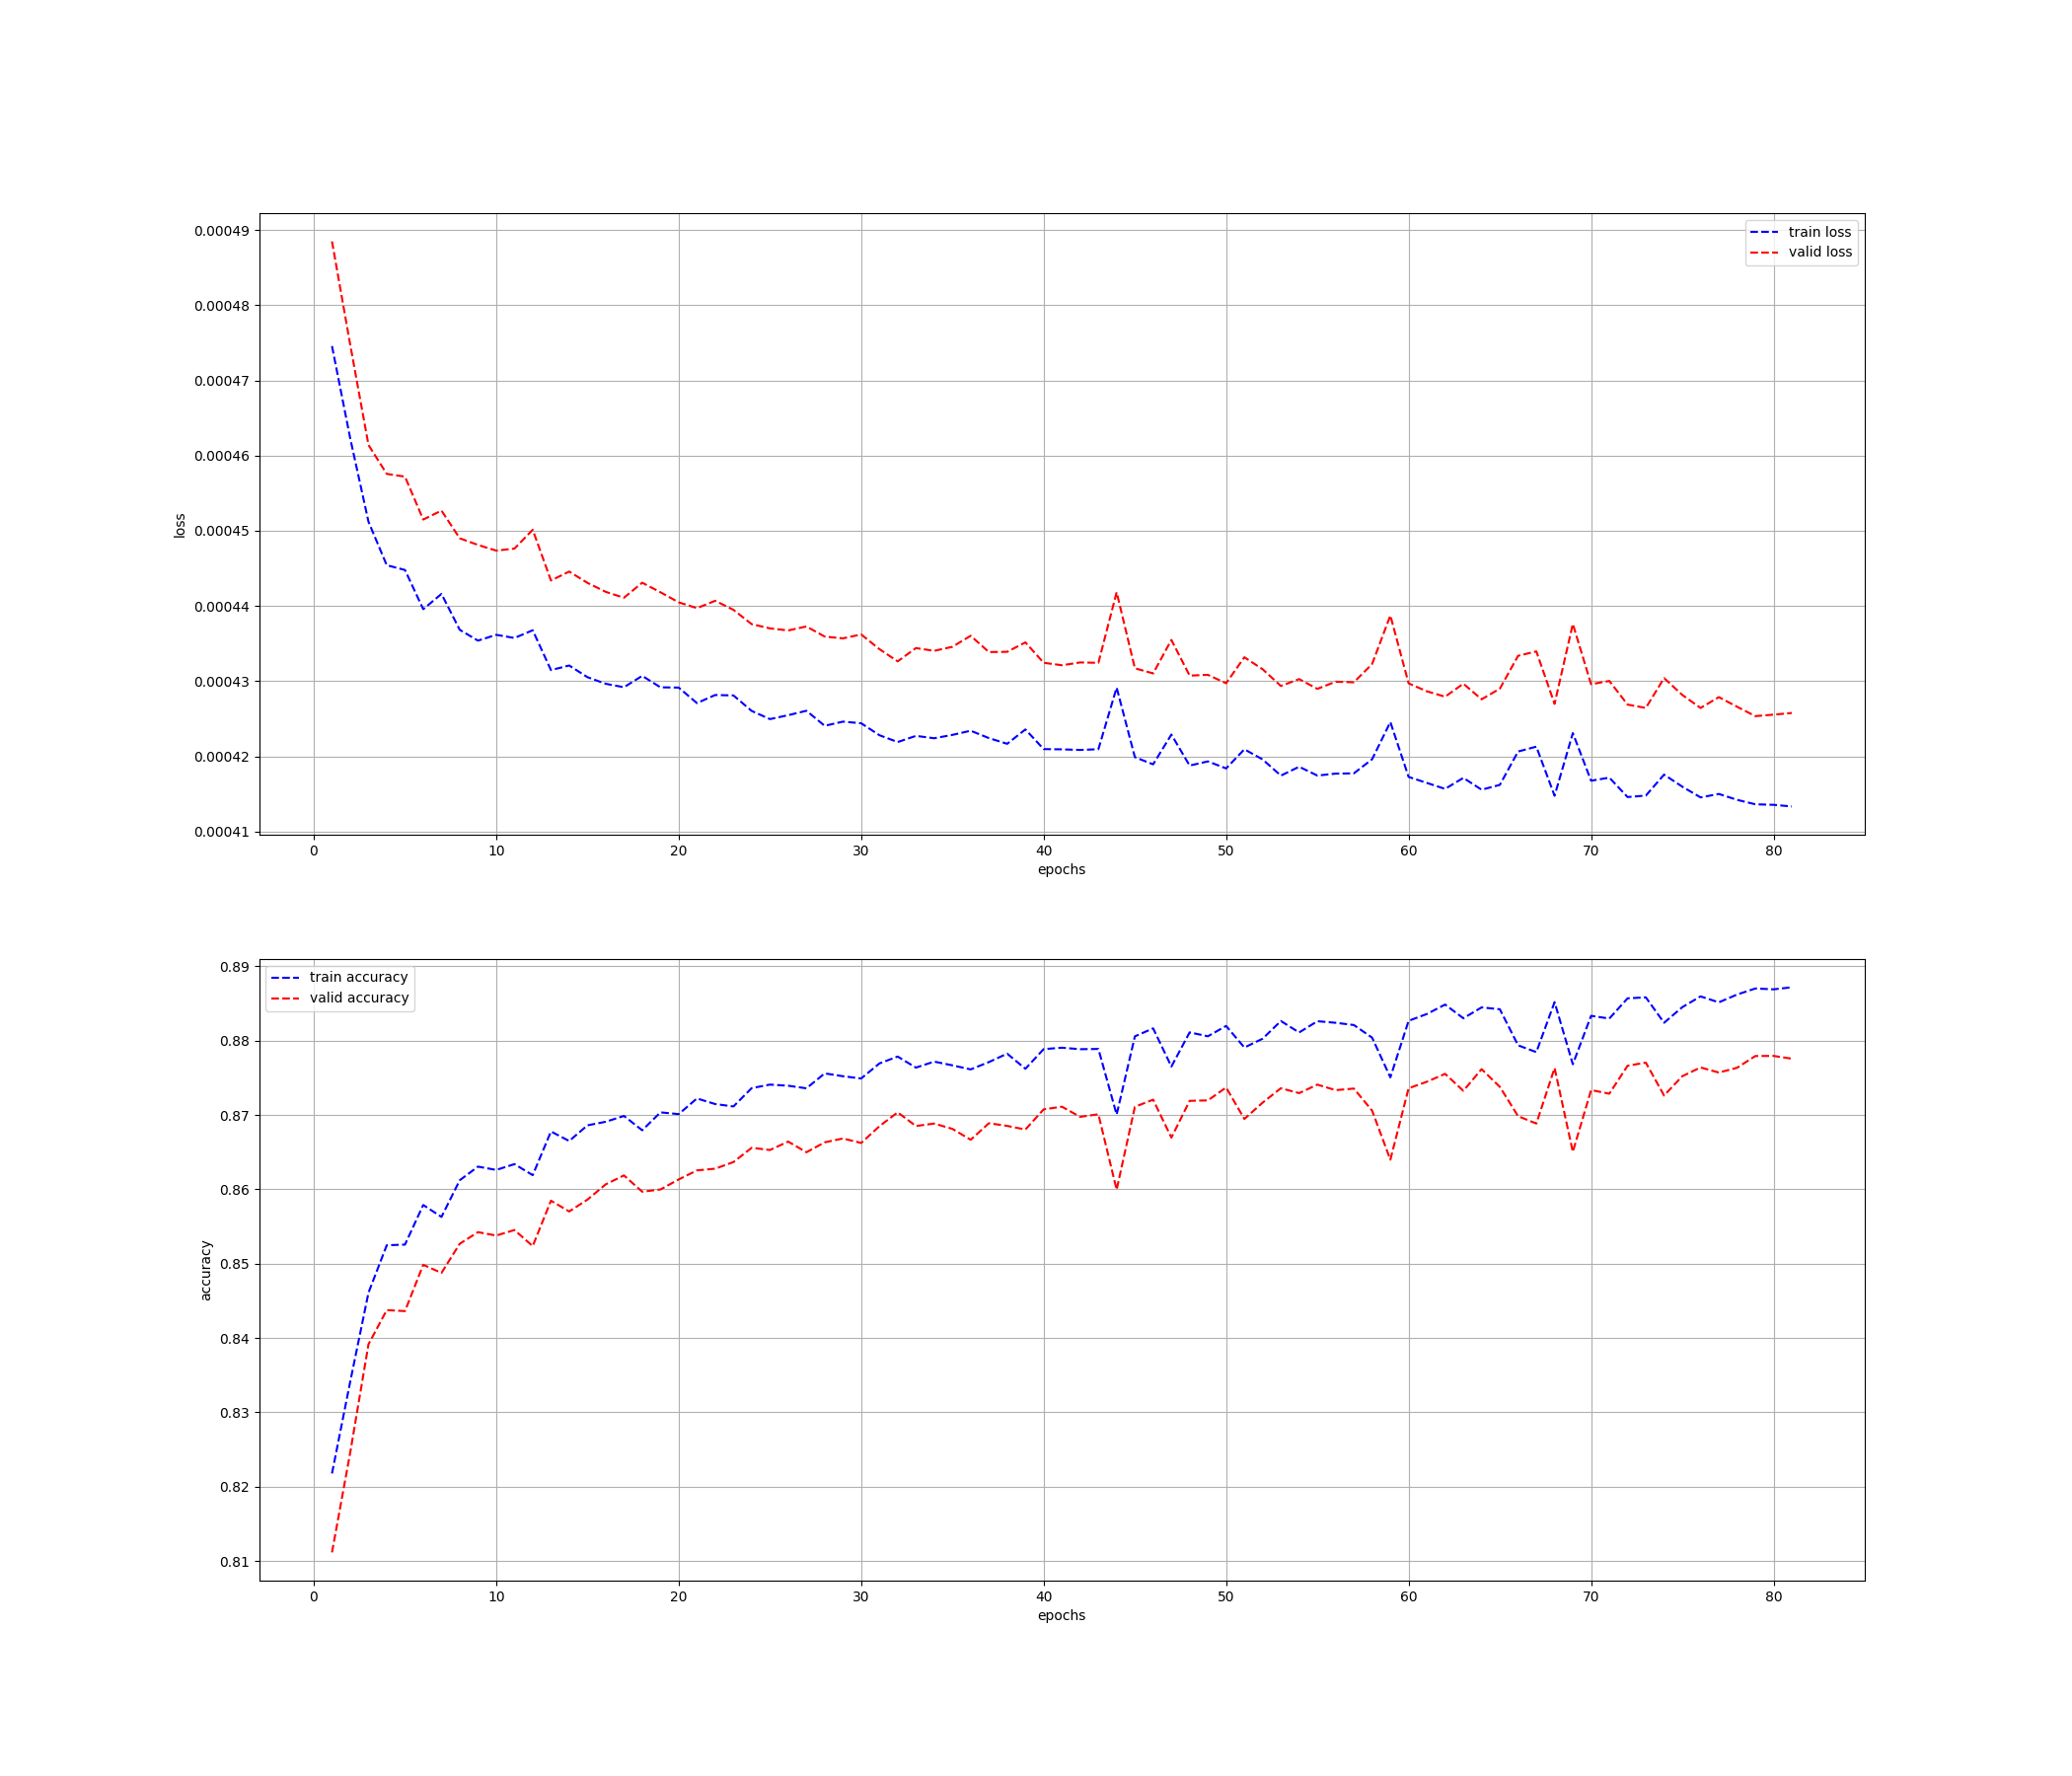 train loss
valid loss
0.00049
0.00048
0.00047
0.00046
0.00045
0.00044
0.00043
0.00042
0.00041
loss
0 10 20 30 40 50 60 70 80
epochs
train accuracy
valid accuracy
0.89
0.88
0.87
0.86
0.85
0.84
0.83
0.82
0.81
accuracy
0 10 20 30 40 50 60 70 80
epochs